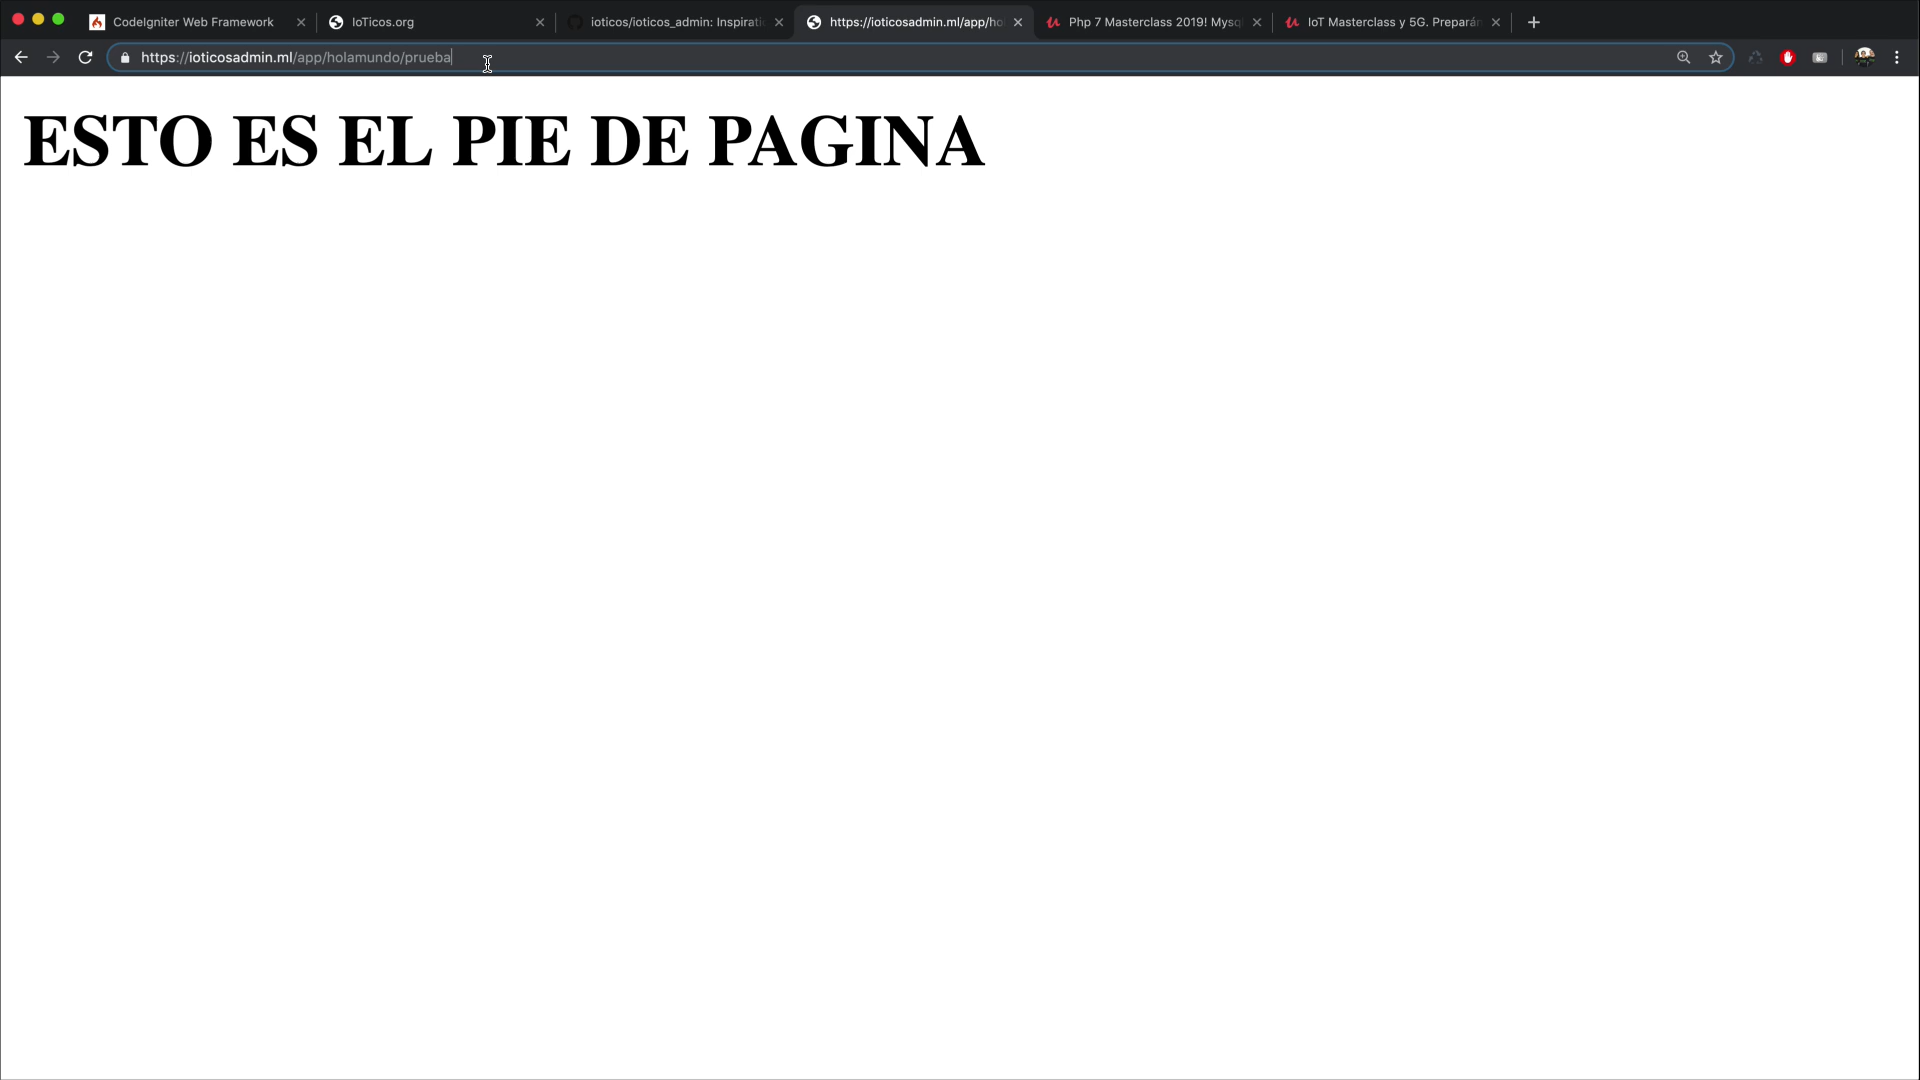 CodeIgniter Web Framework
IoTicos.org
ioticos/ioticos_admin: Inspirati
https://ioticosadmin.ml/app/ho
Php 7 Masterclass 2019! Mysq
IoT Masterclass y 5G. Prepará
https://ioticosadmin.ml/app/holamundo/prueba
ESTO ES EL PIE DE PAGINA